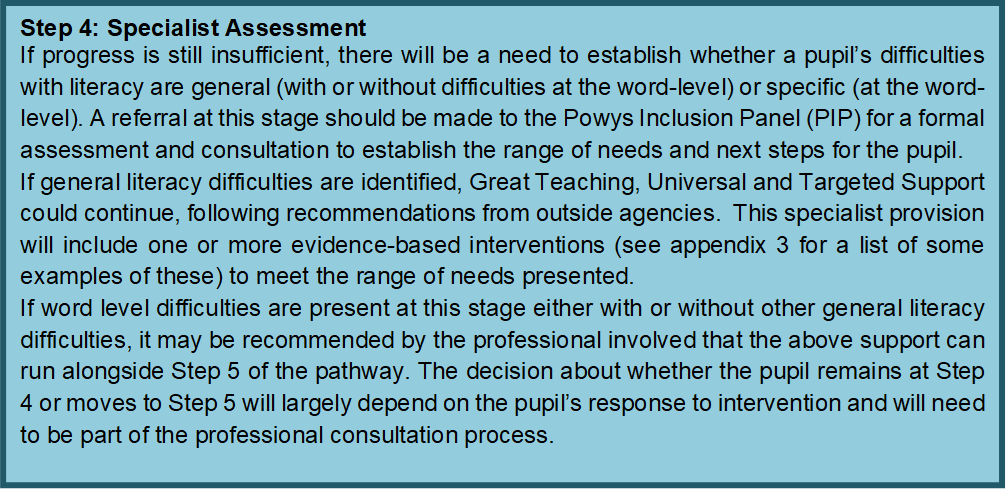 Step 4: Specialist Assessment
If progress is still insufficient, there will be a need to establish whether a pupil's difficulties
with literacy are general (with or without difficulties at the word-level) or specific (at the word-
level). A referral at this stage should be made to the Powys Inclusion Panel (PIP) for a formal
assessment and consultation to establish the range of needs and next steps for the pupil.
If general literacy difficulties are identified, Great Teaching, Universal and Targeted Support
could continue, following recommendations from outside agencies.  This specialist provision
will include one or more evidence-based interventions (see appendix 3 for a list of some
examples of these) to meet the range of needs presented.
If word level difficulties are present at this stage either with or without other general literacy
difficulties, it may be recommended by the professional involved that the above support can
run alongside Step 5 of the pathway. The decision about whether the pupil remains at Step
4 or moves to Step 5 will largely depend on the pupil's response to intervention and will need
to be part of the professional consultation process.